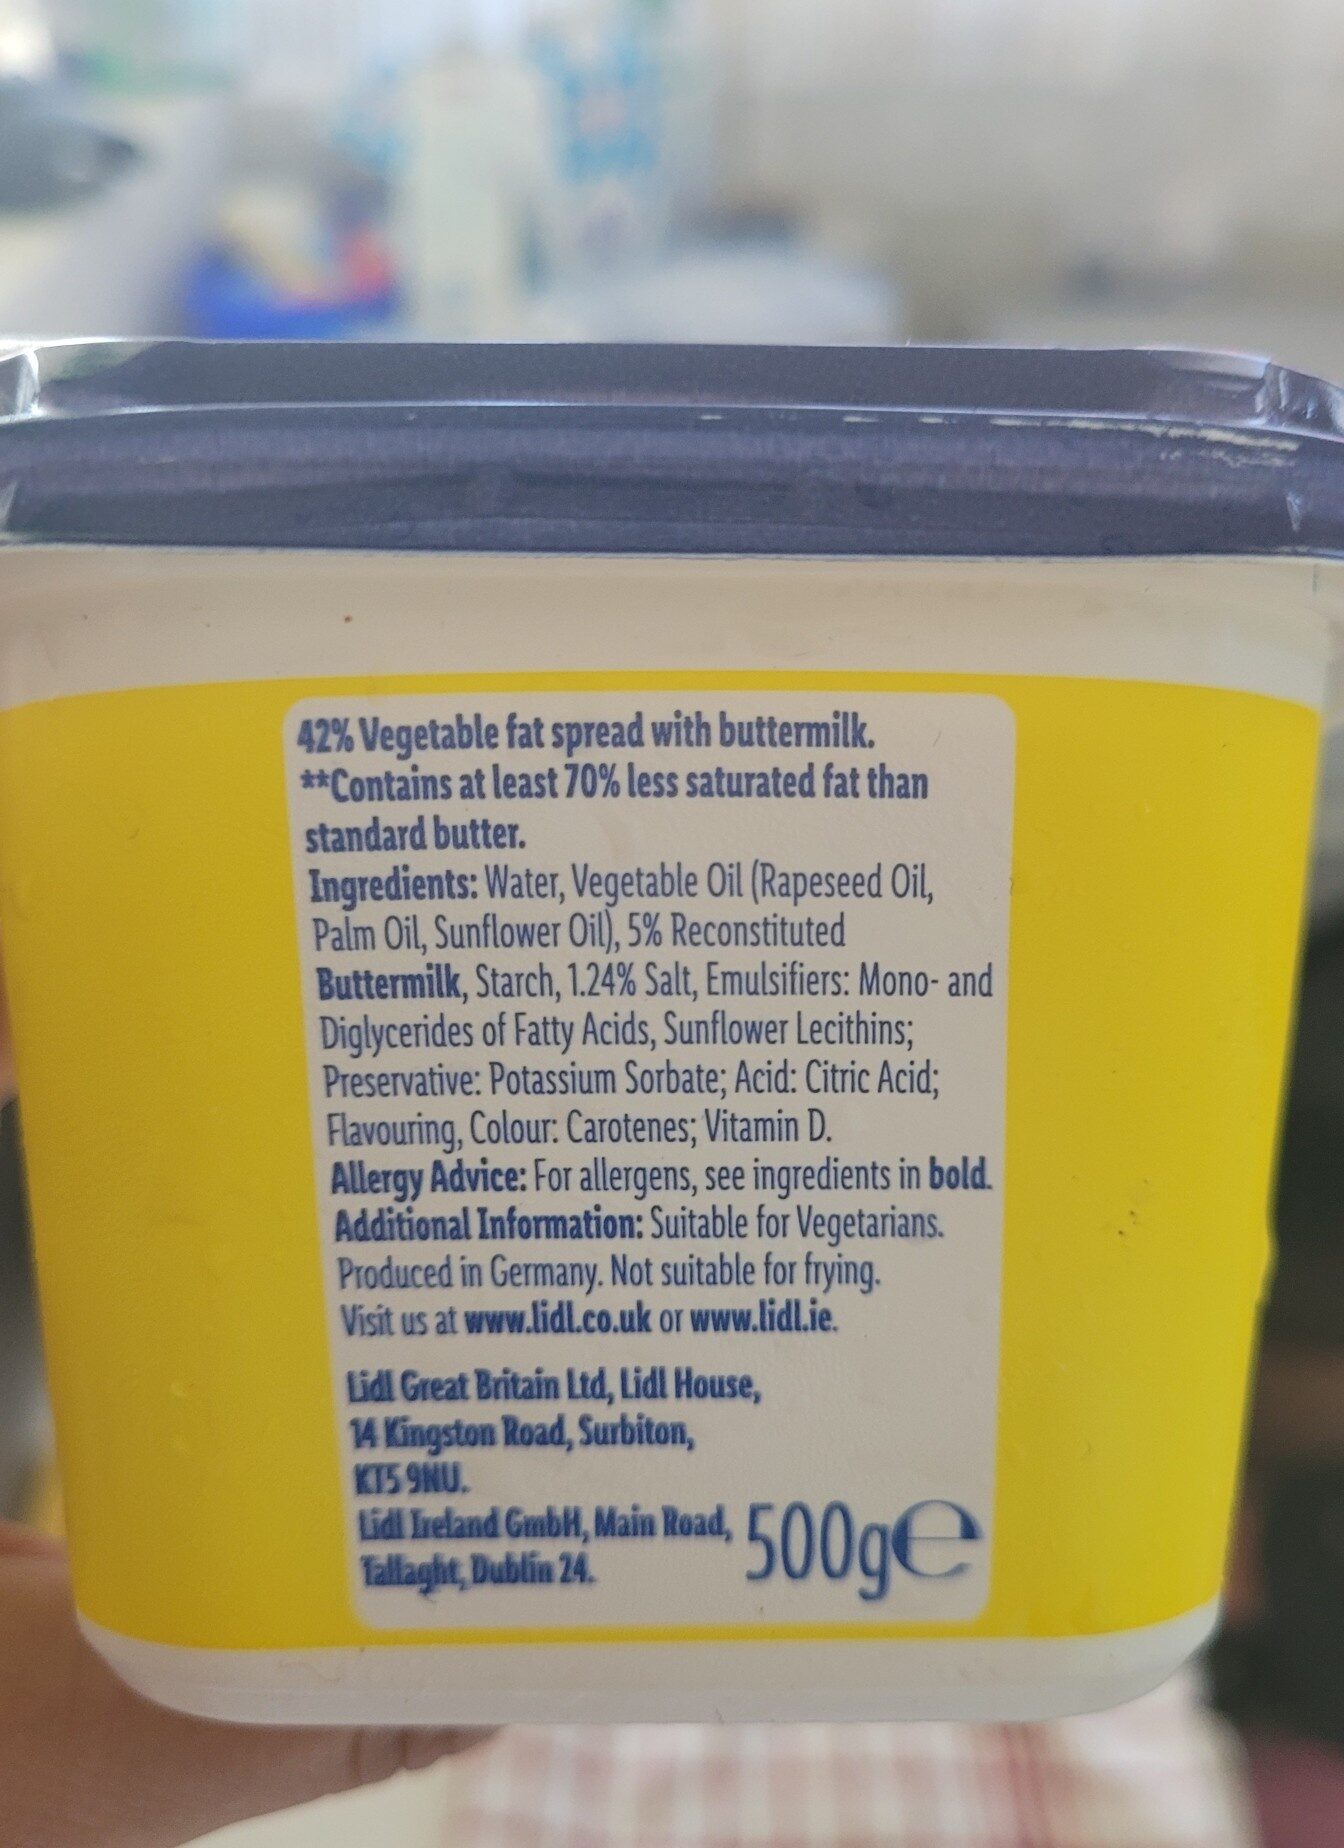 42% Vegetable fat spread with buttermilk.
**Contains at least 70% less saturated fat than
standard butter.
Ingredients: Water, Vegetable Oil (Rapeseed Oil,
Palm Oil, Sunflower Oil), 5% Reconstituted
Buttermilk, Starch, 1.24% Salt, Emulsifiers: Mono- and
Diglycerides of Fatty Acids, Sunflower Lecithins;
Preservative: Potassium Sorbate; Acid: Citric Acid;
Flavouring, Colour: Carotenes; Vitamin D.
Allergy Advice: For allergens, see ingredients in bold.
Additional Information: Suitable for Vegetarians.
Produced in Germany. Not suitable for frying.
Visit us at www.lidl.co.uk or www.lidl.ie.
Lidl Great Britain Ltd, Lidl House,
14 Kingston Road, Surbiton,
KT5 9NU.
Lidl Ireland GmbH, Main Road,
Tallaght, Dublin 24.
500g e